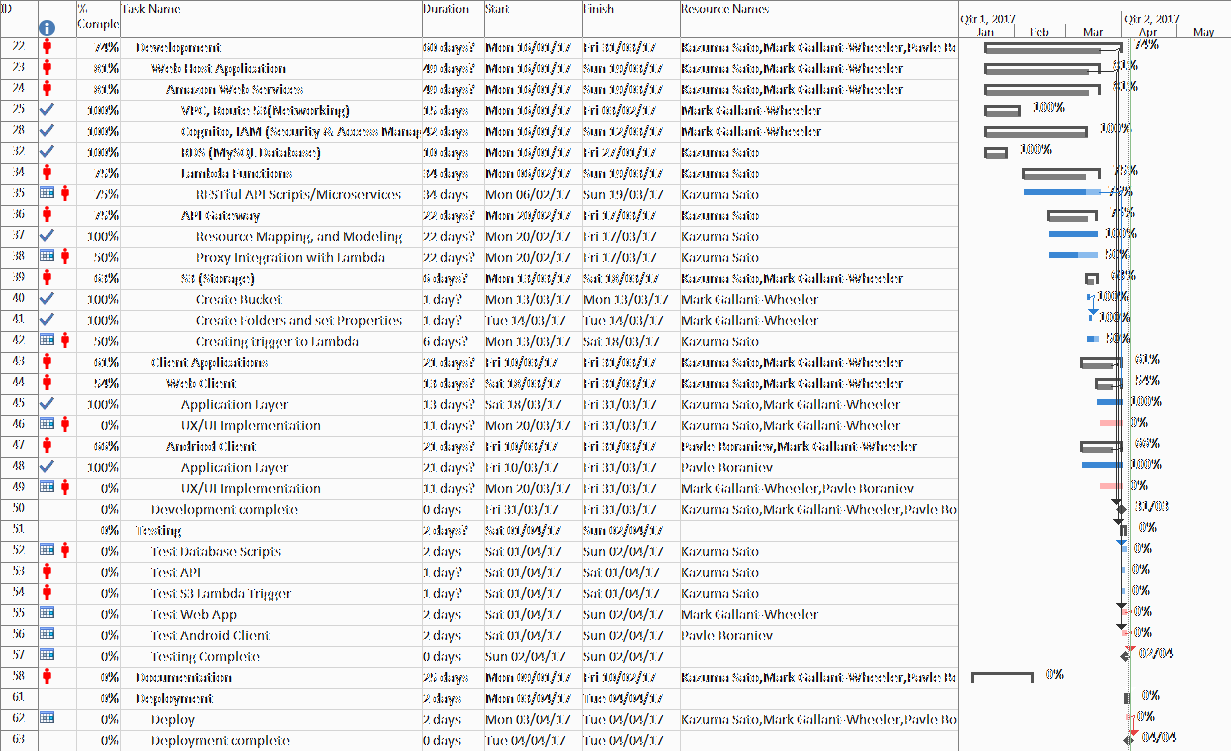 ID % Comple Task Name Duration Start Finish Resource Names
Qtr 1, 2017 Qtr 2, 2017
Jan Feb Mar Apr May
22 74% Development 60 days? Mon 16/01/17 Fri 31/03/17 Kazuma Sato,Mark Gallant-Wheeler,Pavle Bo 74%
23 81% Web Host Application 49 days? Mon 16/01/17 Sun 19/03/17 Kazuma Sato,Mark Gallant-Wheeler 81%
24 81% Amazon Web Services 49 days? Mon 16/01/17 Sun 19/03/17 Kazuma Sato,Mark Gallant-Wheeler 81%
25 100% VPC, Route 53(Networking) 15 days Mon 16/01/17 Fri 03/02/17 Mark Gallant-Wheeler 100%
28 100% Cognito, IAM (Security & Access Manag 42 days Mon 16/01/17 Sun 12/03/17 Mark Gallant-Wheeler 100%
32 100% RDS (MySQL Database) 10 days Mon 16/01/17 Fri 27/01/17 Kazuma Sato 100%
34 75% Lambda Functions 34 days Mon 06/02/17 Sun 19/03/17 Kazuma Sato 75%
35 75% RESTful API Scripts/Microservices 34 days Mon 06/02/17 Sun 19/03/17 Kazuma Sato 75%
36 75% API Gateway 22 days? Mon 20/02/17 Fri 17/03/17 Kazuma Sato 75%
37 100% Resource Mapping, and Modeling 22 days? Mon 20/02/17 Fri 17/03/17 Kazuma Sato 100%
38 50% Proxy Integration with Lambda 22 days? Mon 20/02/17 Fri 17/03/17 Kazuma Sato 50%
39 63% S3 (Storage) 6 days? Mon 13/03/17 Sat 18/03/17 Kazuma Sato,Mark Gallant-Wheeler 63%
40 100% Create Bucket 1 day? Mon 13/03/17 Mon 13/03/17 Mark Gallant-Wheeler 100%
41 100% Create Folders and set Properties 1 day? Tue 14/03/17 Tue 14/03/17 Mark Gallant-Wheeler 100%
42 50% Creating trigger to Lambda 6 days? Mon 13/03/17 Sat 18/03/17 Kazuma Sato 50%
43 61% Client Applications 21 days? Fri 10/03/17 Fri 31/03/17 Kazuma Sato,Mark Gallant-Wheeler 61%
44 54% Web Client 13 days? Sat 18/03/17 Fri 31/03/17 Kazuma Sato,Mark Gallant-Wheeler 54%
45 100% Application Layer 13 days? Sat 18/03/17 Fri 31/03/17 Kazuma Sato,Mark Gallant-Wheeler 100%
46 0% UX/UI Implementation 11 days? Mon 20/03/17 Fri 31/03/17 Mark Gallant-Wheeler 0%
47 66% Andriod Client 21 days? Fri 10/03/17 Fri 31/03/17 Pavle Boraniev,Mark Gallant-Wheeler 66%
48 100% Application Layer 21 days? Fri 10/03/17 Fri 31/03/17 Pavle Boraniev 100%
49 0% UX/UI Implementation 11 days? Mon 20/03/17 Fri 31/03/17 Mark Gallant-Wheeler,Pavle Boraniev 0%
50 0% Development complete 0 days Fri 31/03/17 Fri 31/03/17 Kazuma Sato,Mark Gallant-Wheeler,Pavle Bo 31/03
51 0% Testing 2 days? Sat 01/04/17 Sun 02/04/17 0%
52 0% Test Database Scripts 2 days Sat 01/04/17 Sun 02/04/17 Kazuma Sato 0%
53 0% Test API 1 day? Sat 01/04/17 Sat 01/04/17 Kazuma Sato 0%
54 0% Test S3 Lambda Trigger 1 day? Sat 01/04/17 Sat 01/04/17 Kazuma Sato 0%
55 0% Test Web App 2 days Sat 01/04/17 Sun 02/04/17 Mark Gallant-Wheeler 0%
56 0% Test Android Client 2 days Sat 01/04/17 Sun 02/04/17 Pavle Boraniev 0%
57 0% Testing Complete 0 days Sun 02/04/17 Sun 02/04/17 02/04
58 0% Documentation 25 days Mon 09/01/17 Fri 10/02/17 Kazuma Sato,Mark Gallant-Wheeler,Pavle Bo 0%
61 0% Deployment 2 days Mon 03/04/17 Tue 04/04/17 0%
62 0% Deploy 2 days Mon 03/04/17 Tue 04/04/17 Kazuma Sato,Mark Gallant-Wheeler,Pavle Bo 0%
63 0% Deployment complete 0 days Tue 04/04/17 Tue 04/04/17 04/04